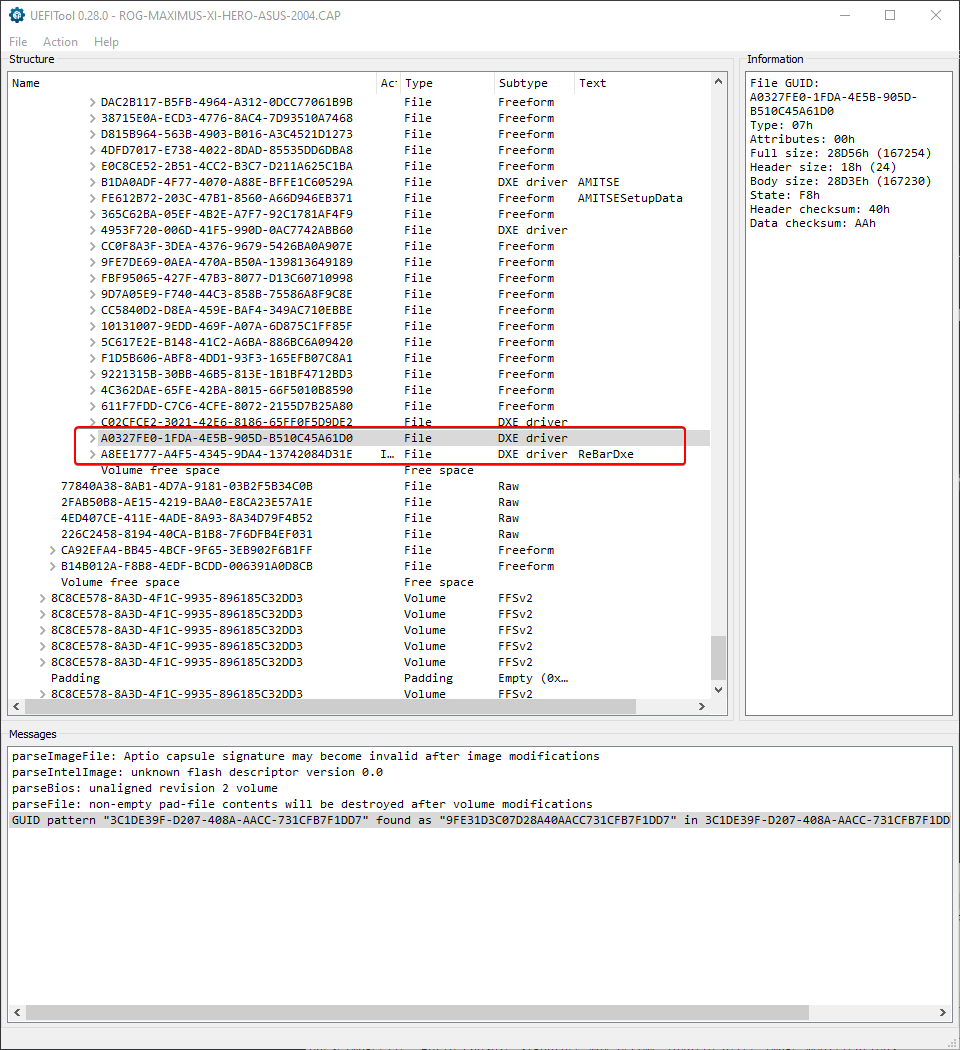 UEFITool 0.28.0 - ROG-MAXIMUS-XI-HERO-ASUS-2004.CAP
File Action Help
Structure
Name Ac Type Subtype Text
DAC2B117-B5FB-4964-A312-0DCC77061B9B File Freeform
38715E0A-ECD3-4776-8AC4-7D93510A7468 File Freeform
D815B964-563B-4903-B016-A3C4521D1273 File Freeform
4DFD7017-E738-4022-8DAD-85535DD6DBA8 File Freeform
E0C8CE52-2B51-4CC2-B3C7-D211A625C1BA File Freeform
B1DA0ADF-4F77-4070-A88E-BFFE1C60529A File DXE driver AMITSE
FE612B72-203C-47B1-8560-A66D946EB371 File Freeform AMITSESetupData
365C62BA-05EF-4B2E-A7F7-92C1781AF4F9 File Freeform
4953F720-006D-41F5-990D-0AC7742ABB60 File DXE driver
CC0F8A3F-3DEA-4376-9679-5426BA0A907E File Freeform
9FE7DE69-0AEA-470A-B50A-139813649189 File Freeform
FBF95065-427F-47B3-8077-D13C60710998 File Freeform
9D7A05E9-F740-44C3-858B-75586A8F9C8E File Freeform
CC5840D2-D8EA-459E-BAF4-349AC710EBBE File Freeform
10131007-9EDD-469F-A07A-6D875C1FF85F File Freeform
5C617E2E-B148-41C2-A6BA-886BC6A09420 File Freeform
F1D5B606-ABF8-4DD1-93F3-165EFB07C8A1 File Freeform
9221315B-30BB-46B5-813E-1B1BF4712BD3 File Freeform
4C362DAE-65FE-42BA-8015-66F5010B8590 File Freeform
611F7FDD-C7C6-4CFE-8072-2155D7B25A80 File Freeform
C02CFCE2-3021-42E6-8186-65FF0F5D9DE2 File DXE driver
A0327FE0-1FDA-4E5B-905D-B510C45A61D0 File DXE driver
A8EE1777-A4F5-4345-9DA4-13742084D31E I… File DXE driver ReBarDxe
Volume free space Free space
77840A38-8AB1-4D7A-9181-03B2F5B34C0B File Raw
2FAB50B8-AE15-4219-BAA0-E8CA23E57A1E File Raw
4ED407CE-411E-4ADE-8A93-8A34D79F4B52 File Raw
226C2458-8194-40CA-B1B8-7F6DFB4EF031 File Raw
CA92EFA4-BB45-4BCF-9F65-3EB902F6B1FF File Freeform
B14B012A-F8B8-4EDF-BCDD-006391A0D8CB File Freeform
Volume free space Free space
8C8CE578-8A3D-4F1C-9935-896185C32DD3 Volume FFSv2
8C8CE578-8A3D-4F1C-9935-896185C32DD3 Volume FFSv2
8C8CE578-8A3D-4F1C-9935-896185C32DD3 Volume FFSv2
8C8CE578-8A3D-4F1C-9935-896185C32DD3 Volume FFSv2
8C8CE578-8A3D-4F1C-9935-896185C32DD3 Volume FFSv2
Padding Padding Empty (0x…
8C8CE578-8A3D-4F1C-9935-896185C32DD3 Volume FFSv2
Information
File GUID:
A0327FE0-1FDA-4E5B-905D-
B510C45A61D0
Type: 07h
Attributes: 00h
Full size: 28D56h (167254)
Header size: 18h (24)
Body size: 28D3Eh (167230)
State: F8h
Header checksum: 40h
Data checksum: AAh
Messages
parseImageFile: Aptio capsule signature may become invalid after image modifications
parseIntelImage: unknown flash descriptor version 0.0
parseBios: unaligned revision 2 volume
parseFile: non-empty pad-file contents will be destroyed after volume modifications
GUID pattern "3C1DE39F-D207-408A-AACC-731CFB7F1DD7" found as "9FE31D3C07D28A40AACC731CFB7F1DD7" in 3C1DE39F-D207-408A-AACC-731CFB7F1DD